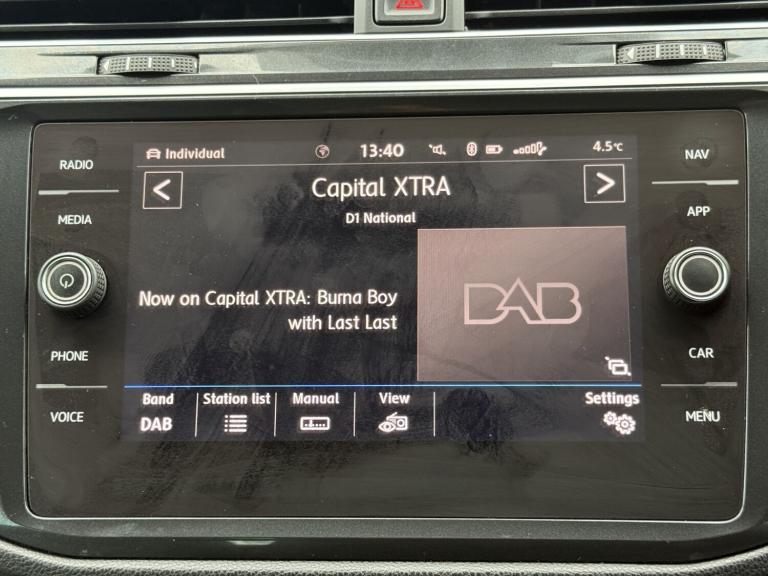 Individual 13:40 4.5°C
RADIO
NAV
Capital XTRA
D1 National
MEDIA
APP
Now on Capital XTRA: Burna Boy
with Last Last
DAB
PHONE
CAR
Band Station list Manual View Settings
DAB
VOICE
MENU